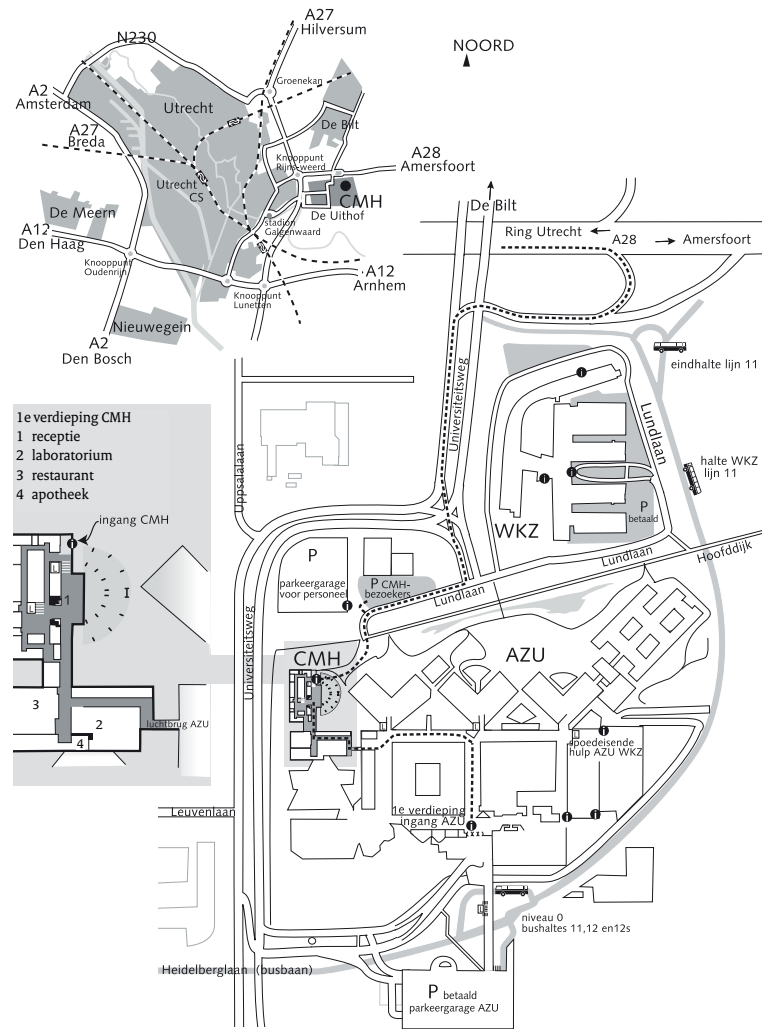 A27
Hilversum
NOORD
N230
A2
Amsterdam
Groenekan
Utrecht
De Bilt
A27
Breda
A28
Amersfoort
Knooppunt
Rijnsweerd
Utrecht
CS
CMH
De Uithof
De Meern
stadion
Galgenwaard
A12
Den Haag
Knooppunt
Oudenrijn
A12
Arnhem
Knooppunt
Lunetten
Nieuwegein
A2
Den Bosch
De Bilt
Ring Utrecht
A28
Amersfoort
eindhalte lijn 11
Universiteitsweg
Lundlaan
halte WKZ
lijn 11
Uppsalalaan
P
betaald
WKZ
1e verdieping CMH
1 receptie
2 laboratorium
3 restaurant
4 apotheek
ingang CMH
1
I
3
2
4
luchtbrug AZU
P
parkeergarage
voor personeel
P CMH-
bezoekers
Lundlaan
Lundlaan
Hoofddijk
Universiteitsweg
CMH
AZU
spoedeisende
hulp AZU WKZ
1e verdieping
ingang AZU
Leuvenlaan
niveau 0
bushaltes 11,12 en12s
Heidelberglaan (busbaan)
P betaald
parkeergarage AZU